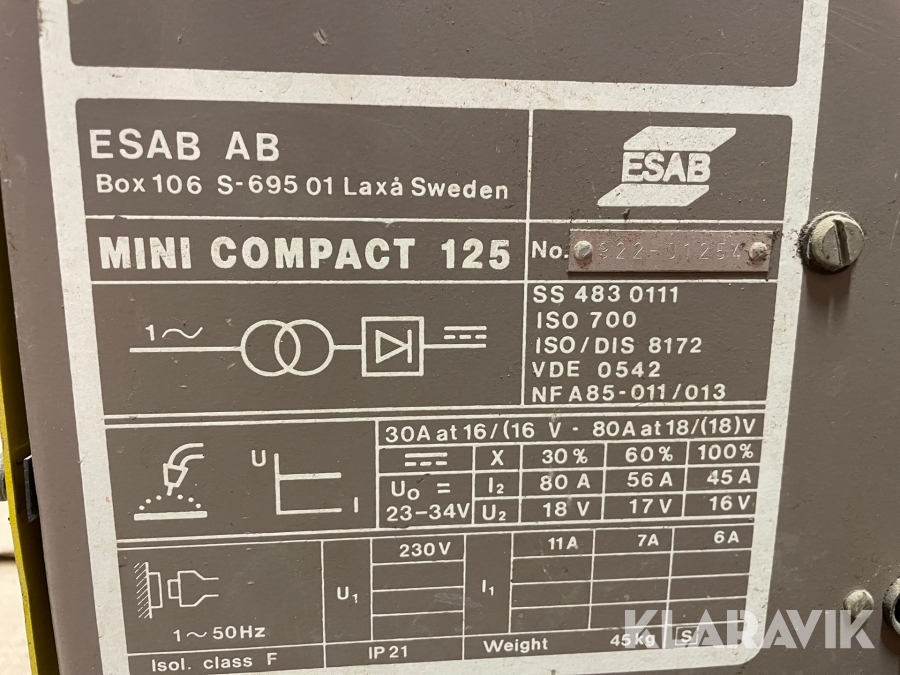 ESAB AB
Box 106 S-695 01 Laxå Sweden
ESAB
MINI COMPACT 125
No.
SS 483 0111
ISO 700
ISO/DIS 8172
VDE 0542
NF A85-011/013
1~
30A at 16/(16 V - 80A at 18/(18)V
U
I
X 30% 60% 100%
U₀ = I₂ 80 A 56 A 45 A
23-34V U₂ 18 V 17 V 16 V
U₁ 230 V I₁ 11 A 7A 6 A
1~50Hz
Isol. class F IP 21 Weight 45kg S
KLARAVIK